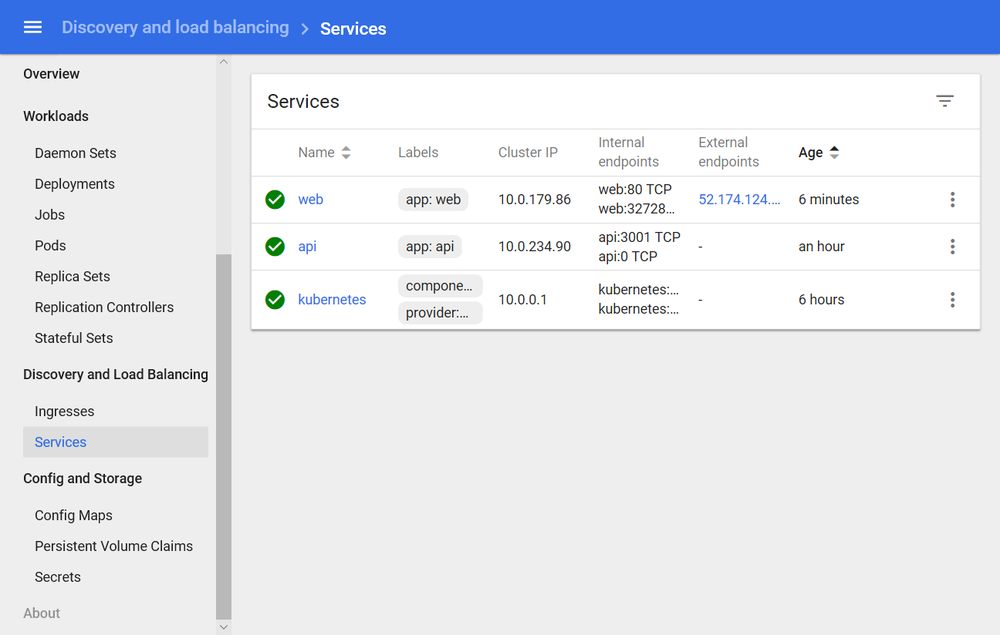 Discovery and load balancing > Services
Overview
Workloads
Daemon Sets
Deployments
Jobs
Pods
Replica Sets
Replication Controllers
Stateful Sets
Discovery and Load Balancing
Ingresses
Services
Config and Storage
Config Maps
Persistent Volume Claims
Secrets
About
Services
Name Labels Cluster IP Internal endpoints External endpoints Age
web app: web 10.0.179.86 web:80 TCP web:32728... 52.174.124.... 6 minutes
api app: api 10.0.234.90 api:3001 TCP api:0 TCP - an hour
kubernetes compone... provider:... 10.0.0.1 kubernetes:... kubernetes:... - 6 hours